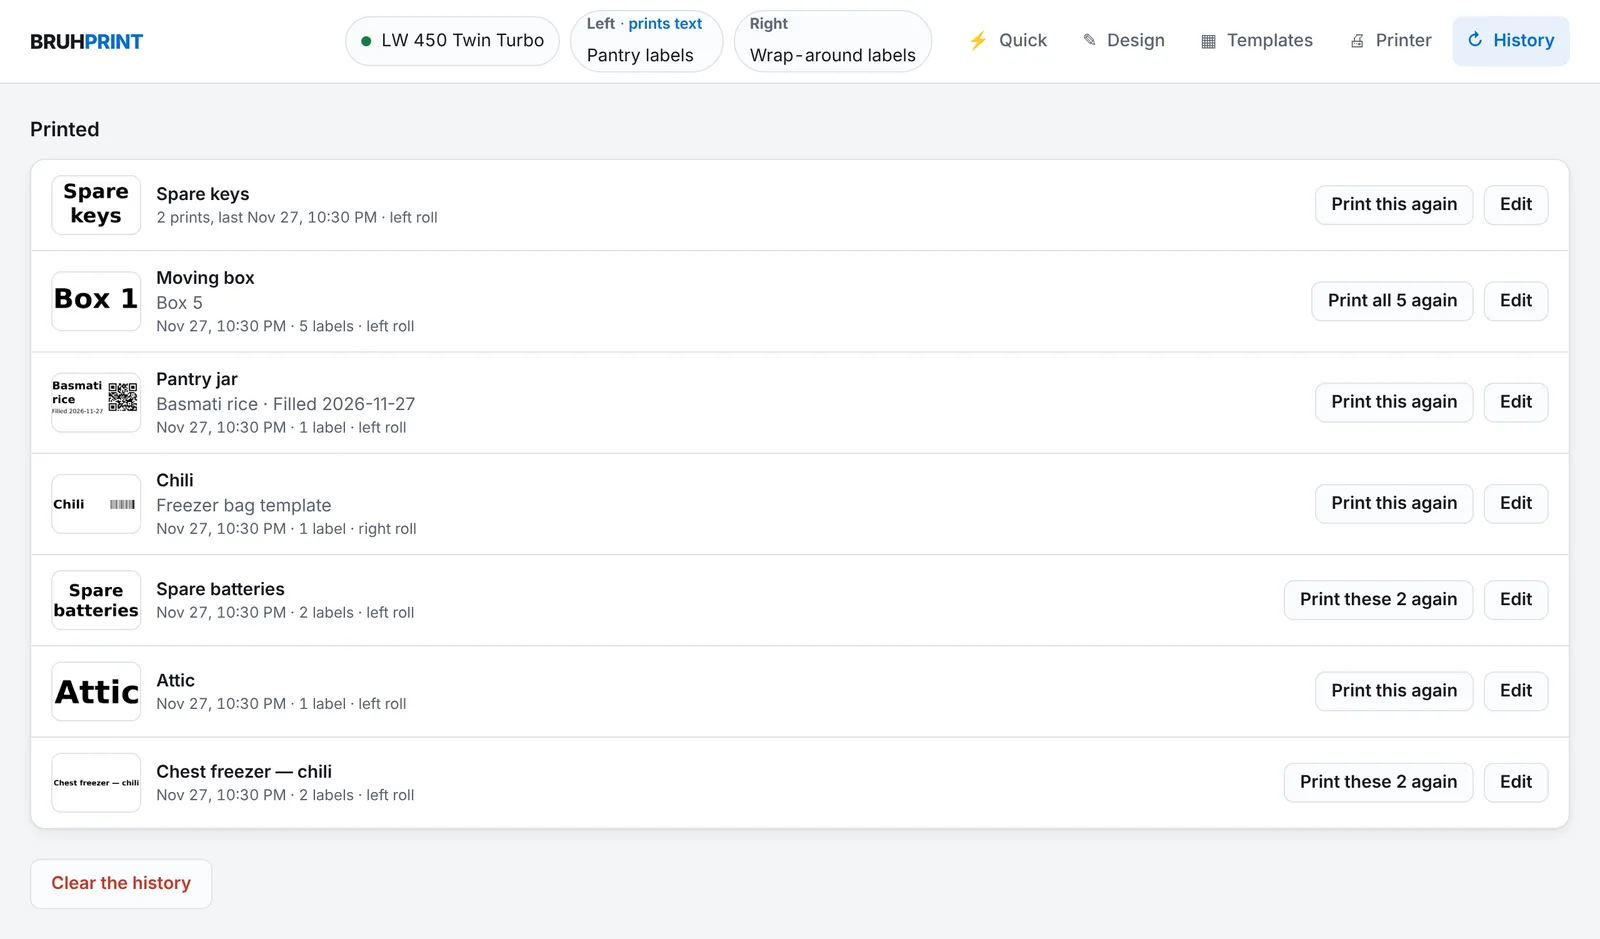 BRUHPRINT
LW 450 Twin Turbo
Left · prints text
Pantry labels
Right
Wrap-around labels
Quick
Design
Templates
Printer
History
Printed
Spare
keys
Spare keys
2 prints, last Nov 27, 10:30 PM · left roll
Print this again
Edit
Box 1
Moving box
Box 5
Nov 27, 10:30 PM · 5 labels · left roll
Print all 5 again
Edit
Basmati
rice
Filled 2026-11-27
Pantry jar
Basmati rice · Filled 2026-11-27
Nov 27, 10:30 PM · 1 label · left roll
Print this again
Edit
Chili
Chili
Freezer bag template
Nov 27, 10:30 PM · 1 label · right roll
Print this again
Edit
Spare
batteries
Spare batteries
Nov 27, 10:30 PM · 2 labels · left roll
Print these 2 again
Edit
Attic
Attic
Nov 27, 10:30 PM · 1 label · left roll
Print this again
Edit
Chest freezer — chili
Chest freezer — chili
Nov 27, 10:30 PM · 2 labels · left roll
Print these 2 again
Edit
Clear the history